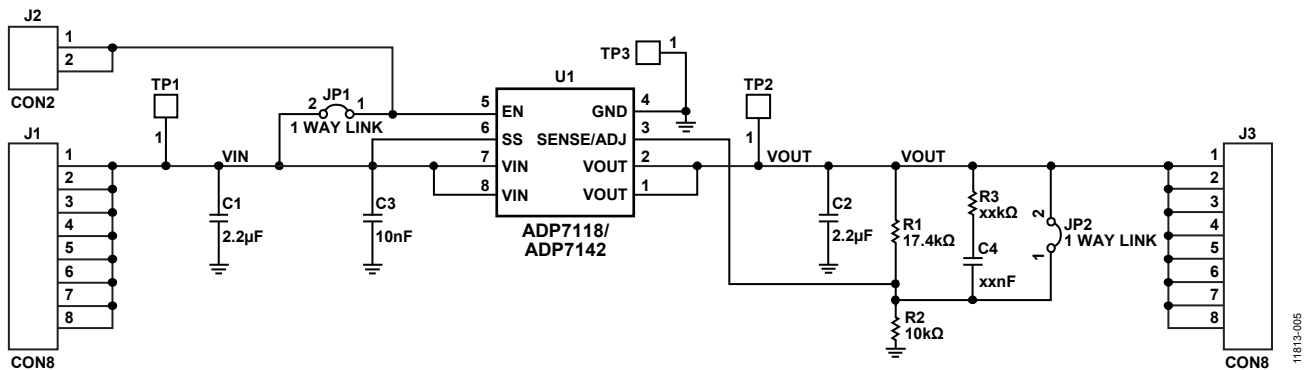 J2
1
2
CON2
J1
1
2
3
4
5
6
7
8
CON8
TP1
1
VIN
C1
2.2µF
2 JP1 1
1 WAY LINK
C3
10nF
U1
5 EN
6 SS
7 VIN
8 VIN
GND 4
SENSE/ADJ 3
VOUT 2
VOUT 1
ADP7118/
ADP7142
TP3
1
TP2
1
VOUT
C2
2.2µF
VOUT
R1
17.4kΩ
R2
10kΩ
R3
xxkΩ
C4
xxnF
2
JP2
1 WAY LINK
1
J3
1
2
3
4
5
6
7
8
CON8
11813-005